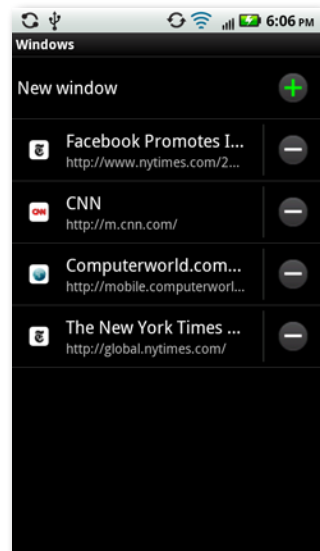 6:06 PM
Windows
New window
Facebook Promotes I...
http://www.nytimes.com/2...
CNN
CNN
http://m.cnn.com/
Computerworld.com...
http://mobile.computerworl...
The New York Times ...
http://global.nytimes.com/